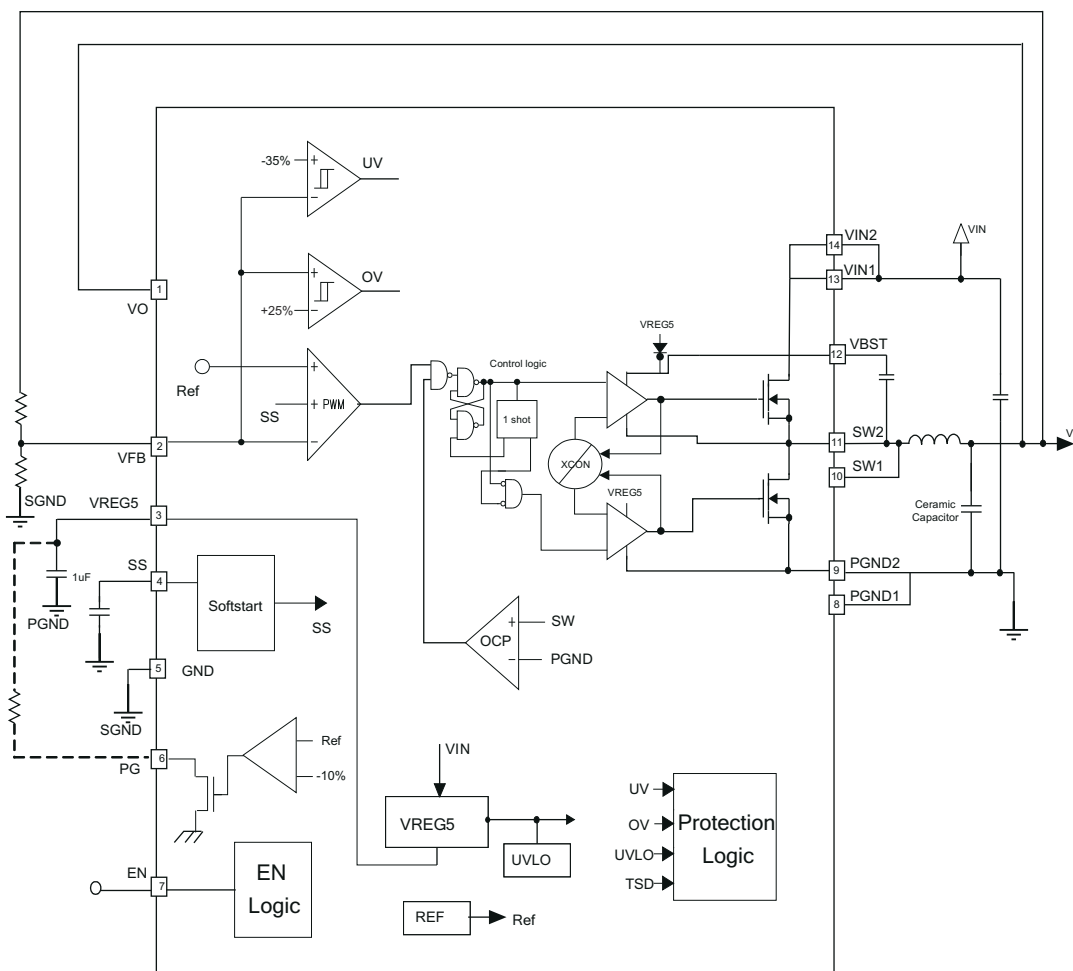 -35%
+
UV
−
+
OV
+25%
−
VIN2
VIN
14
VIN1
13
1
VO
VREG5
VBST
12
Ref
+
Control logic
SS
+
PWM
−
1 shot
2
VFB
11
SW2
XCON
10
SW1
SGND
VREG5
VREG5
3
Ceramic
Capacitor
SS
4
1uF
9
PGND2
Softstart
PGND
SS
8
PGND1
+
SW
OCP
−
PGND
5
GND
SGND
6
PG
Ref
-10%
VIN
VREG5
UVLO
UV
OV
UVLO
TSD
Protection
Logic
EN
7
EN
Logic
REF
Ref